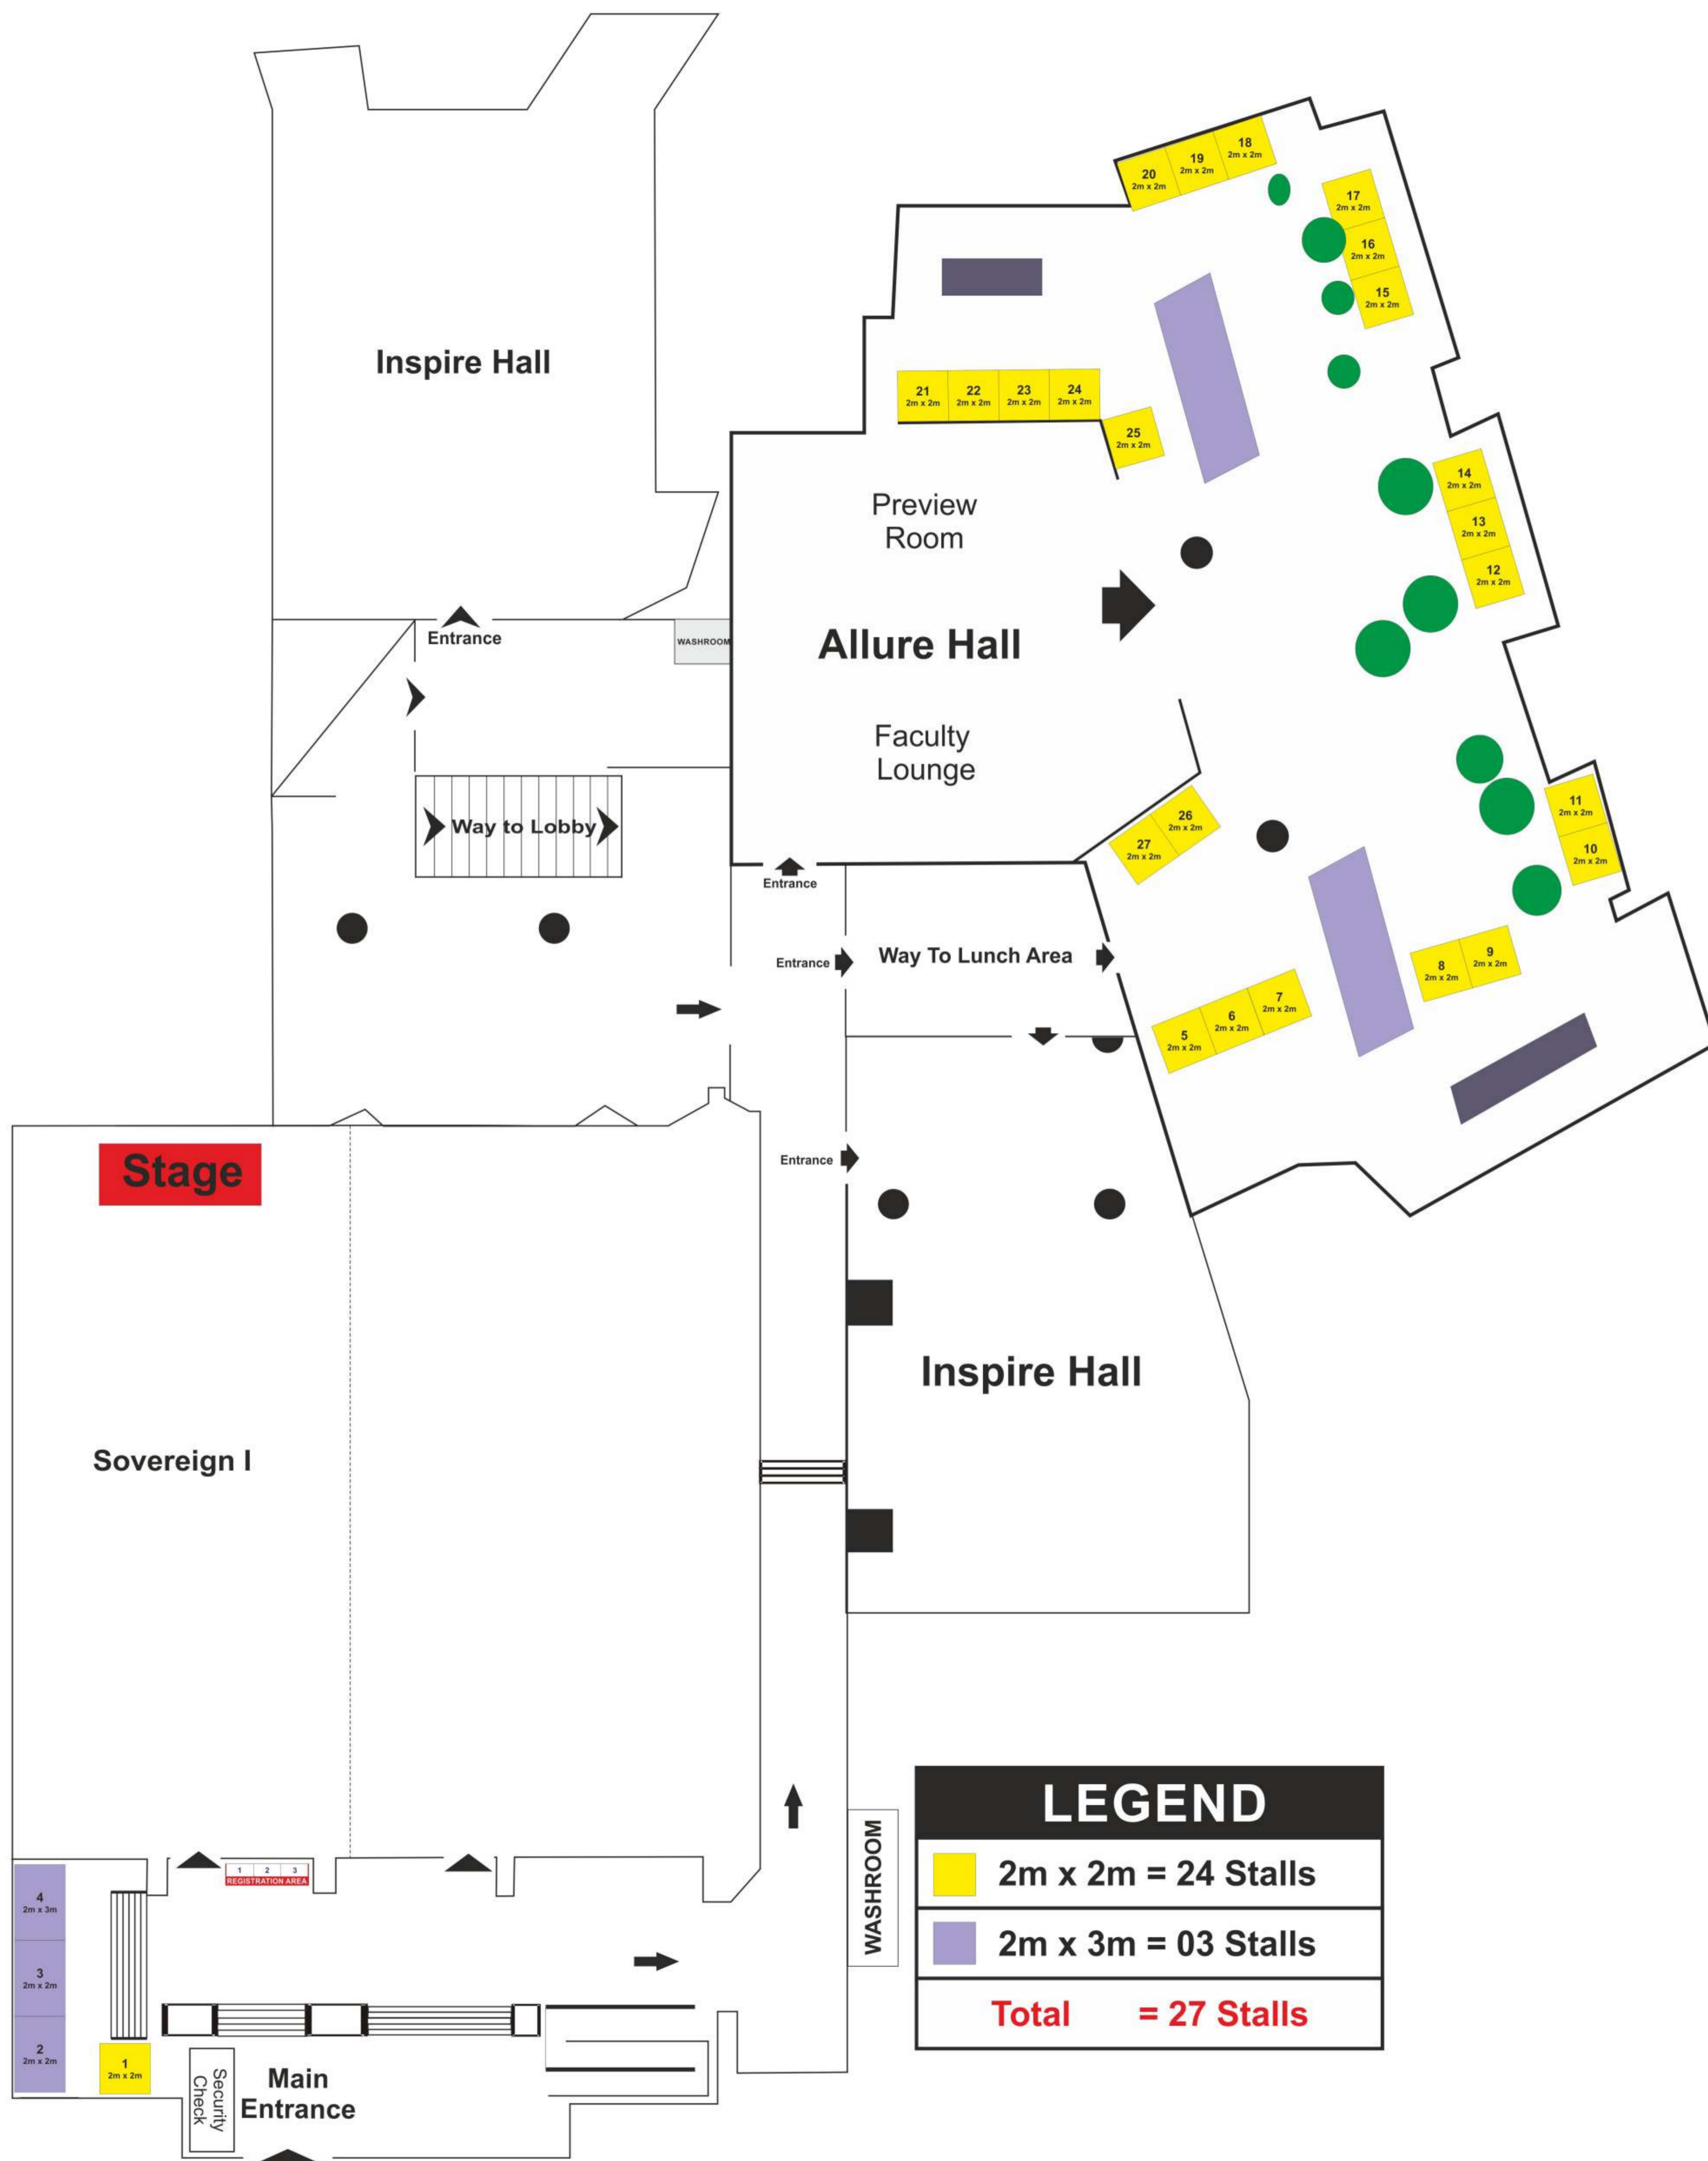 18
2m x 2m
19
2m x 2m
20
2m x 2m
17
2m x 2m
16
2m x 2m
15
2m x 2m
Inspire Hall
21
2m x 2m
22
2m x 2m
23
2m x 2m
24
2m x 2m
25
2m x 2m
14
2m x 2m
13
2m x 2m
12
2m x 2m
Preview
Room
Entrance
WASHROOM
Allure Hall
Faculty
Lounge
Way to Lobby
26
2m x 2m
27
2m x 2m
11
2m x 2m
10
2m x 2m
Entrance
Entrance
Way To Lunch Area
8
2m x 2m
9
2m x 2m
5
2m x 2m
6
2m x 2m
7
2m x 2m
Stage
Entrance
Inspire Hall
Sovereign I
1 2 3
REGISTRATION AREA
4
2m x 3m
3
2m x 2m
2
2m x 2m
1
2m x 2m
Security
Check
Main
Entrance
WASHROOM
LEGEND
2m x 2m = 24 Stalls
2m x 3m = 03 Stalls
Total = 27 Stalls